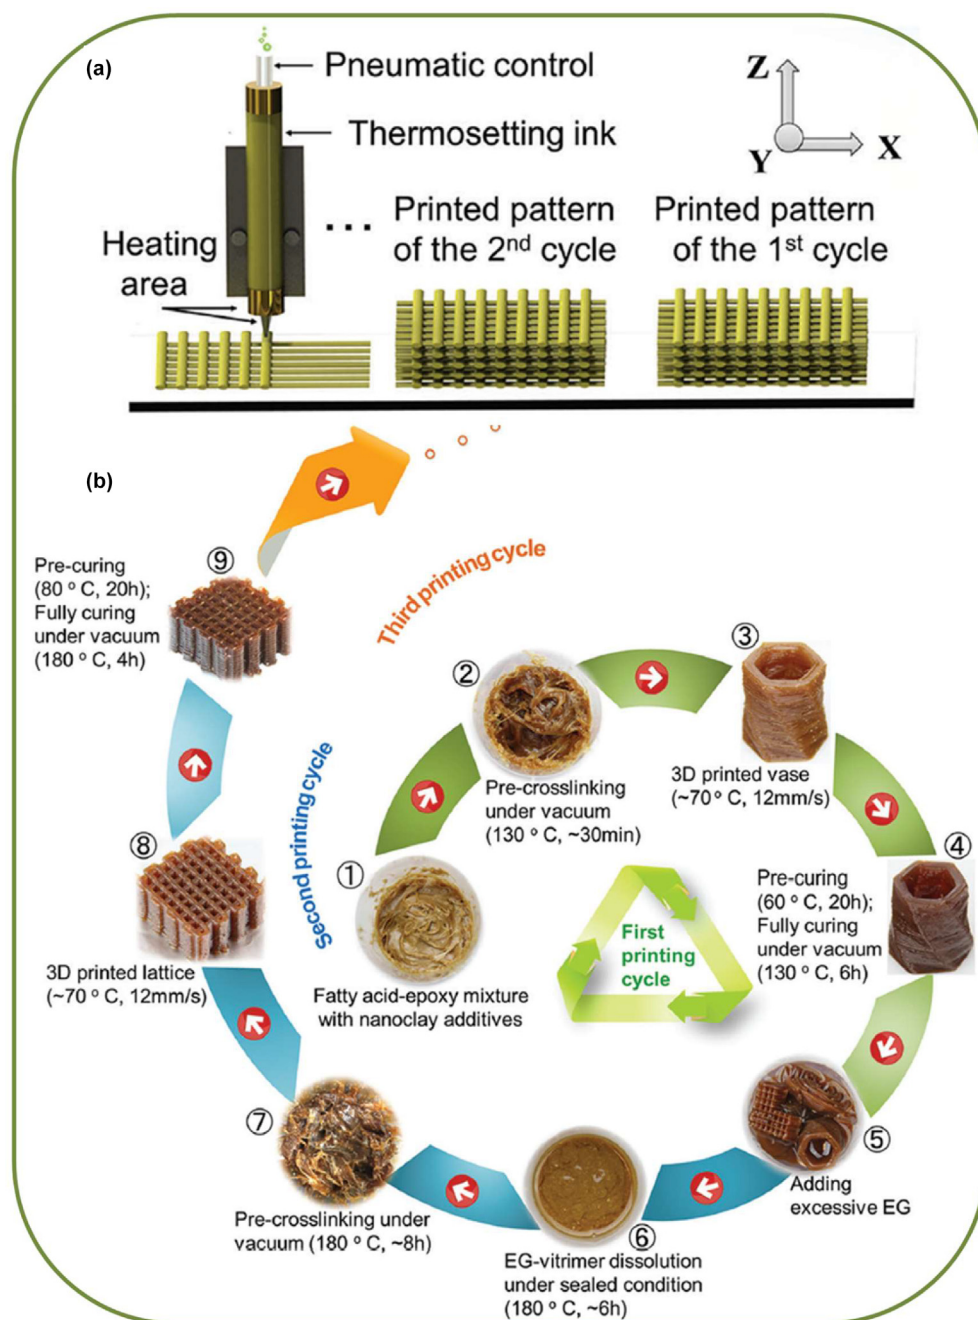 (a)
Pneumatic control
Thermosetting ink
Heating
area
...
Printed pattern
of the 2nd cycle
Printed pattern
of the 1st cycle
Z
Y
X
(b)
①
Fatty acid-epoxy mixture
with nanoclay additives
②
Pre-crosslinking
under vacuum
(130 °C, ~30min)
③
3D printed vase
(~70 °C, 12mm/s)
④
Pre-curing
(60 °C, 20h);
Fully curing
under vacuum
(130 °C, 6h)
First
printing
cycle
⑤
Adding
excessive EG
⑥
EG-vitrimer dissolution
under sealed condition
(180 °C, ~6h)
⑦
Pre-crosslinking under
vacuum (180 °C, ~8h)
Second printing cycle
⑧
3D printed lattice
(~70 °C, 12mm/s)
⑨
Pre-curing
(80 °C, 20h);
Fully curing
under vacuum
(180 °C, 4h)
Third printing cycle